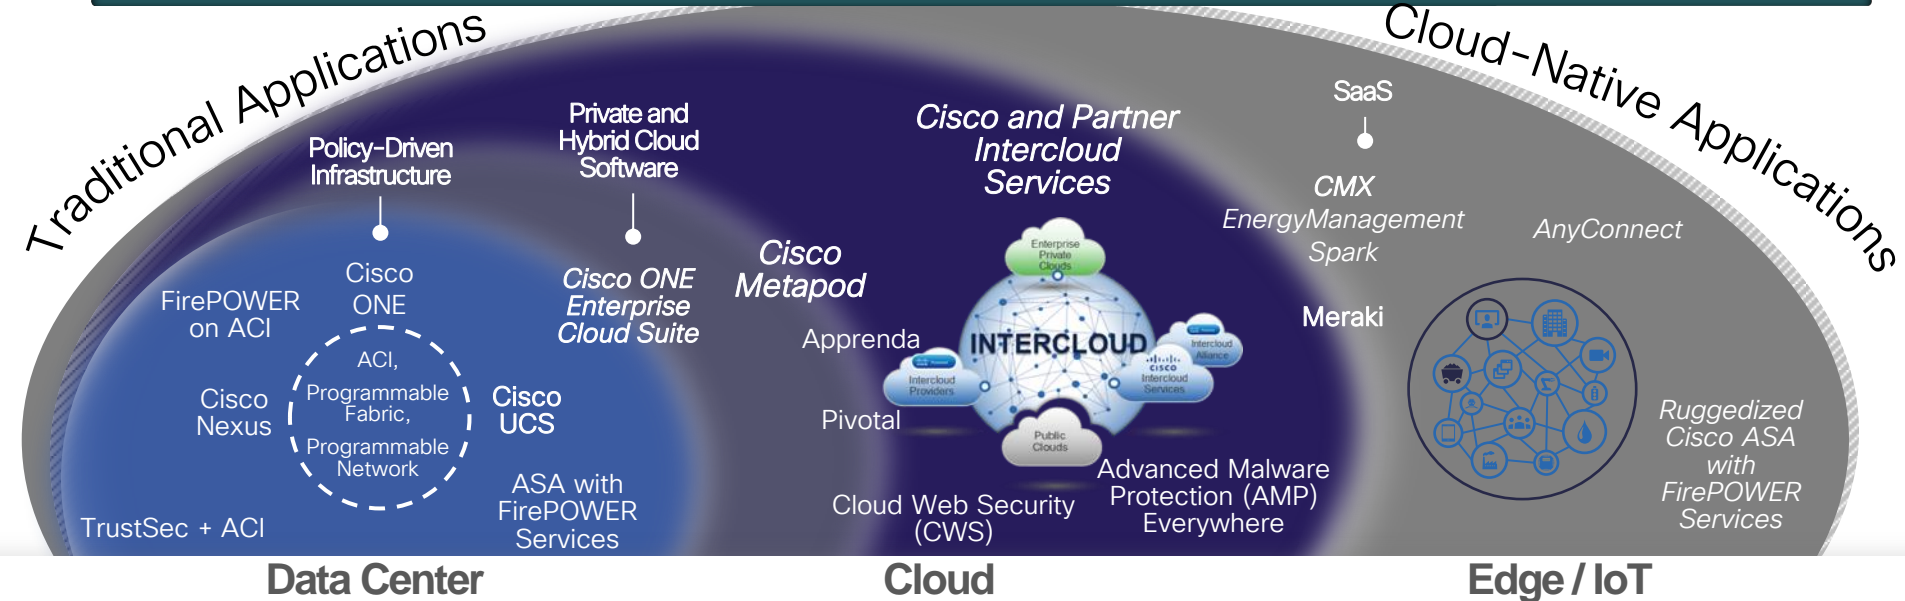 Traditional Applications
Cloud-Native Applications
Policy-Driven
Infrastructure
Private and
Hybrid Cloud
Software
Cisco and Partner
Intercloud
Services
SaaS
Cisco
ONE
FirePOWER
on ACI
ACI,
Programmable
Fabric,
Programmable
Network
Cisco
Nexus
Cisco
UCS
ASA with
FirePOWER
Services
TrustSec + ACI
Cisco ONE
Enterprise
Cloud Suite
Cisco
Metapod
Apprenda
Pivotal
Enterprise
Private
Clouds
INTERCLOUD
Intercloud
Providers
Intercloud
Alliance
CISCO
Intercloud
Services
Public
Clouds
Cloud Web Security
(CWS)
Advanced Malware
Protection (AMP)
Everywhere
CMX
EnergyManagement
Spark
Meraki
AnyConnect
Ruggedized
Cisco ASA
with
FirePOWER
Services
Data Center
Cloud
Edge / IoT